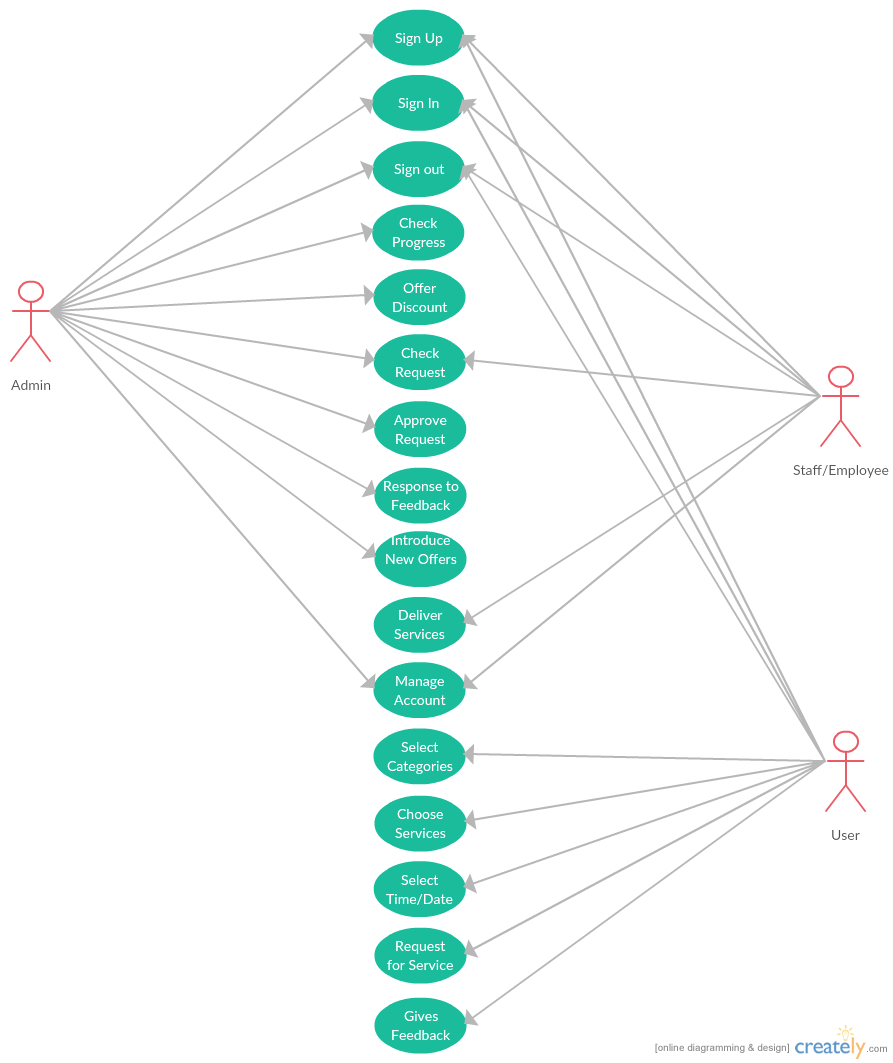 Sign Up
Sign In
Sign out
Check
Progress
Offer
Discount
Check
Request
Approve
Request
Response to
Feedback
Introduce
New Offers
Deliver
Services
Manage
Account
Select
Categories
Choose
Services
Select
Time/Date
Request
for Service
Gives
Feedback
Admin
Staff/Employee
User
[online diagramming & design] creately.com